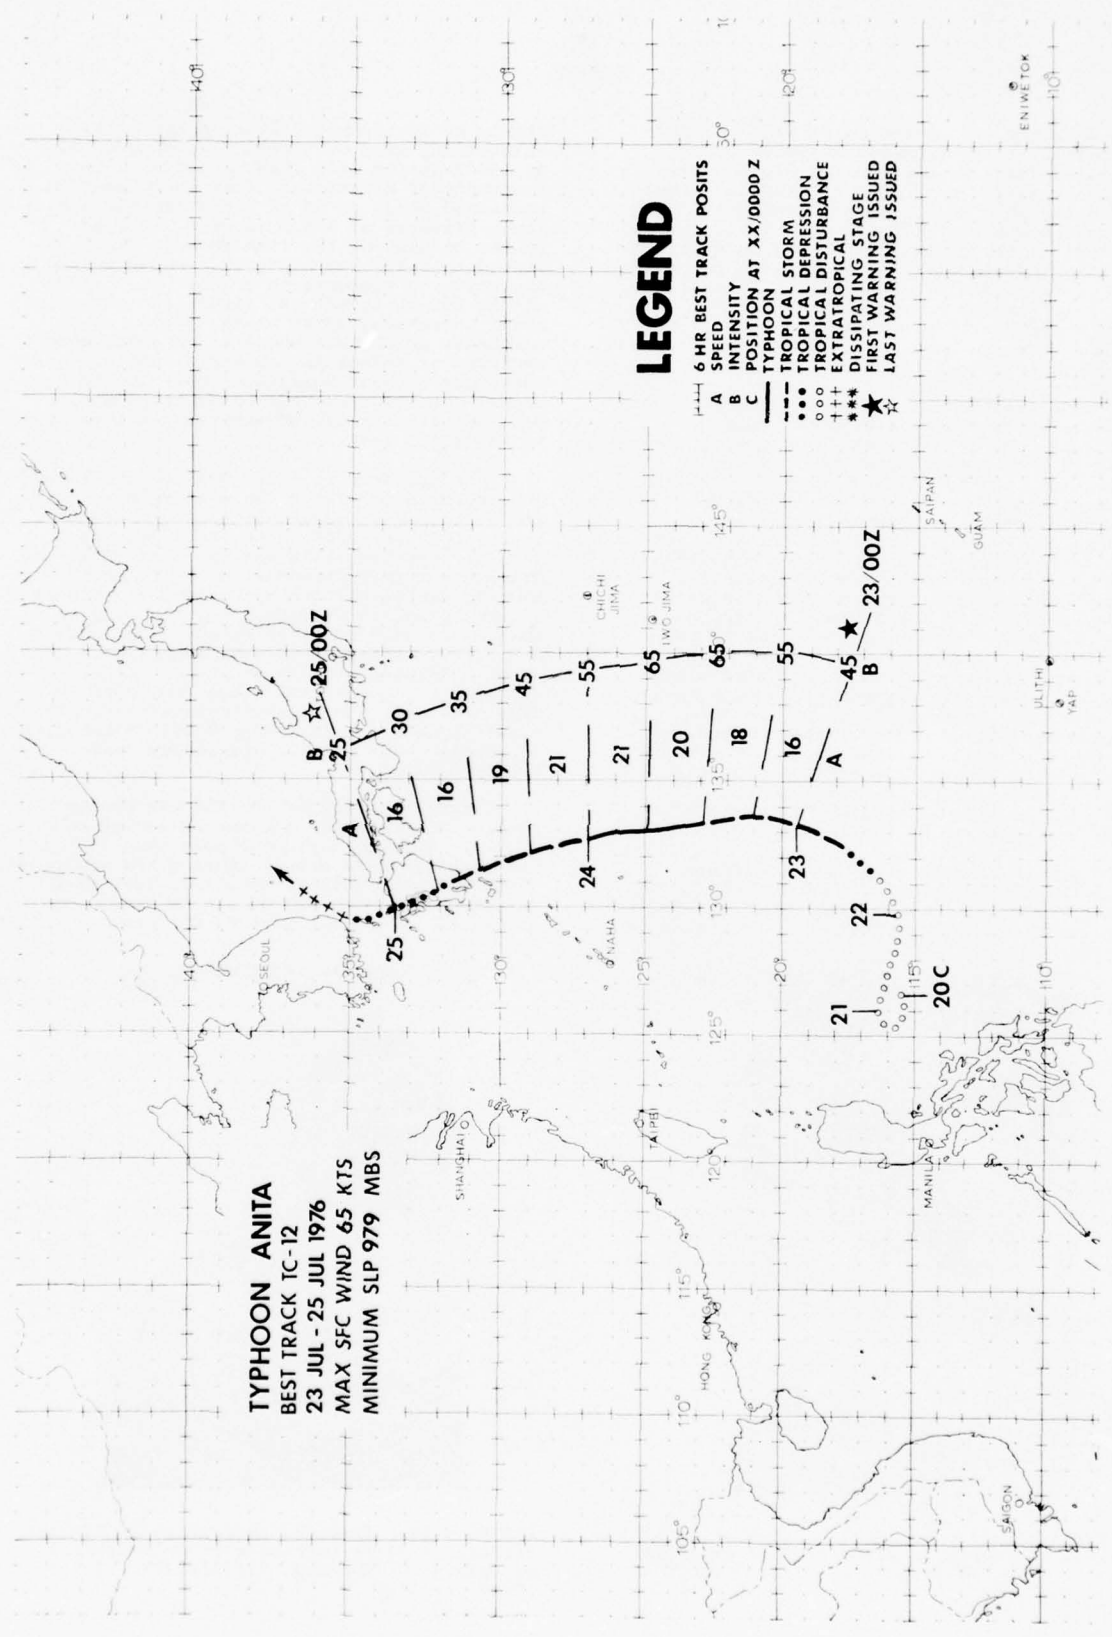 TYPHOON ANITA
BEST TRACK TC-12
23 JUL - 25 JUL 1976
MAX SFC WIND 65 KTS
MINIMUM SLP 979 MBS
LEGEND
6 HR BEST TRACK POSITS
A SPEED
B INTENSITY
C POSITION AT XX/0000 Z
TYPHOON
TROPICAL STORM
TROPICAL DEPRESSION
TROPICAL DISTURBANCE
EXTRATROPICAL
DISSIPATING STAGE
FIRST WARNING ISSUED
LAST WARNING ISSUED
B 25/00Z
25
30
35
45
55
65
65
55
45
B 23/00Z
A
16
16
19
21
21
20
18
16
A
25
24
23
22
21
20C
SEOUL
SHANGHAI
TAIPEI
HONG KONG
MANILA
SAIGON
NAHA
CHICHI
JIMA
IWO JIMA
SAIPAN
GUAM
ULITHI
YAP
ENIWETOK
40°
30°
20°
10°
40°
35°
30°
25°
20°
15°
10°
105°
110°
115°
120°
125°
130°
135°
145°